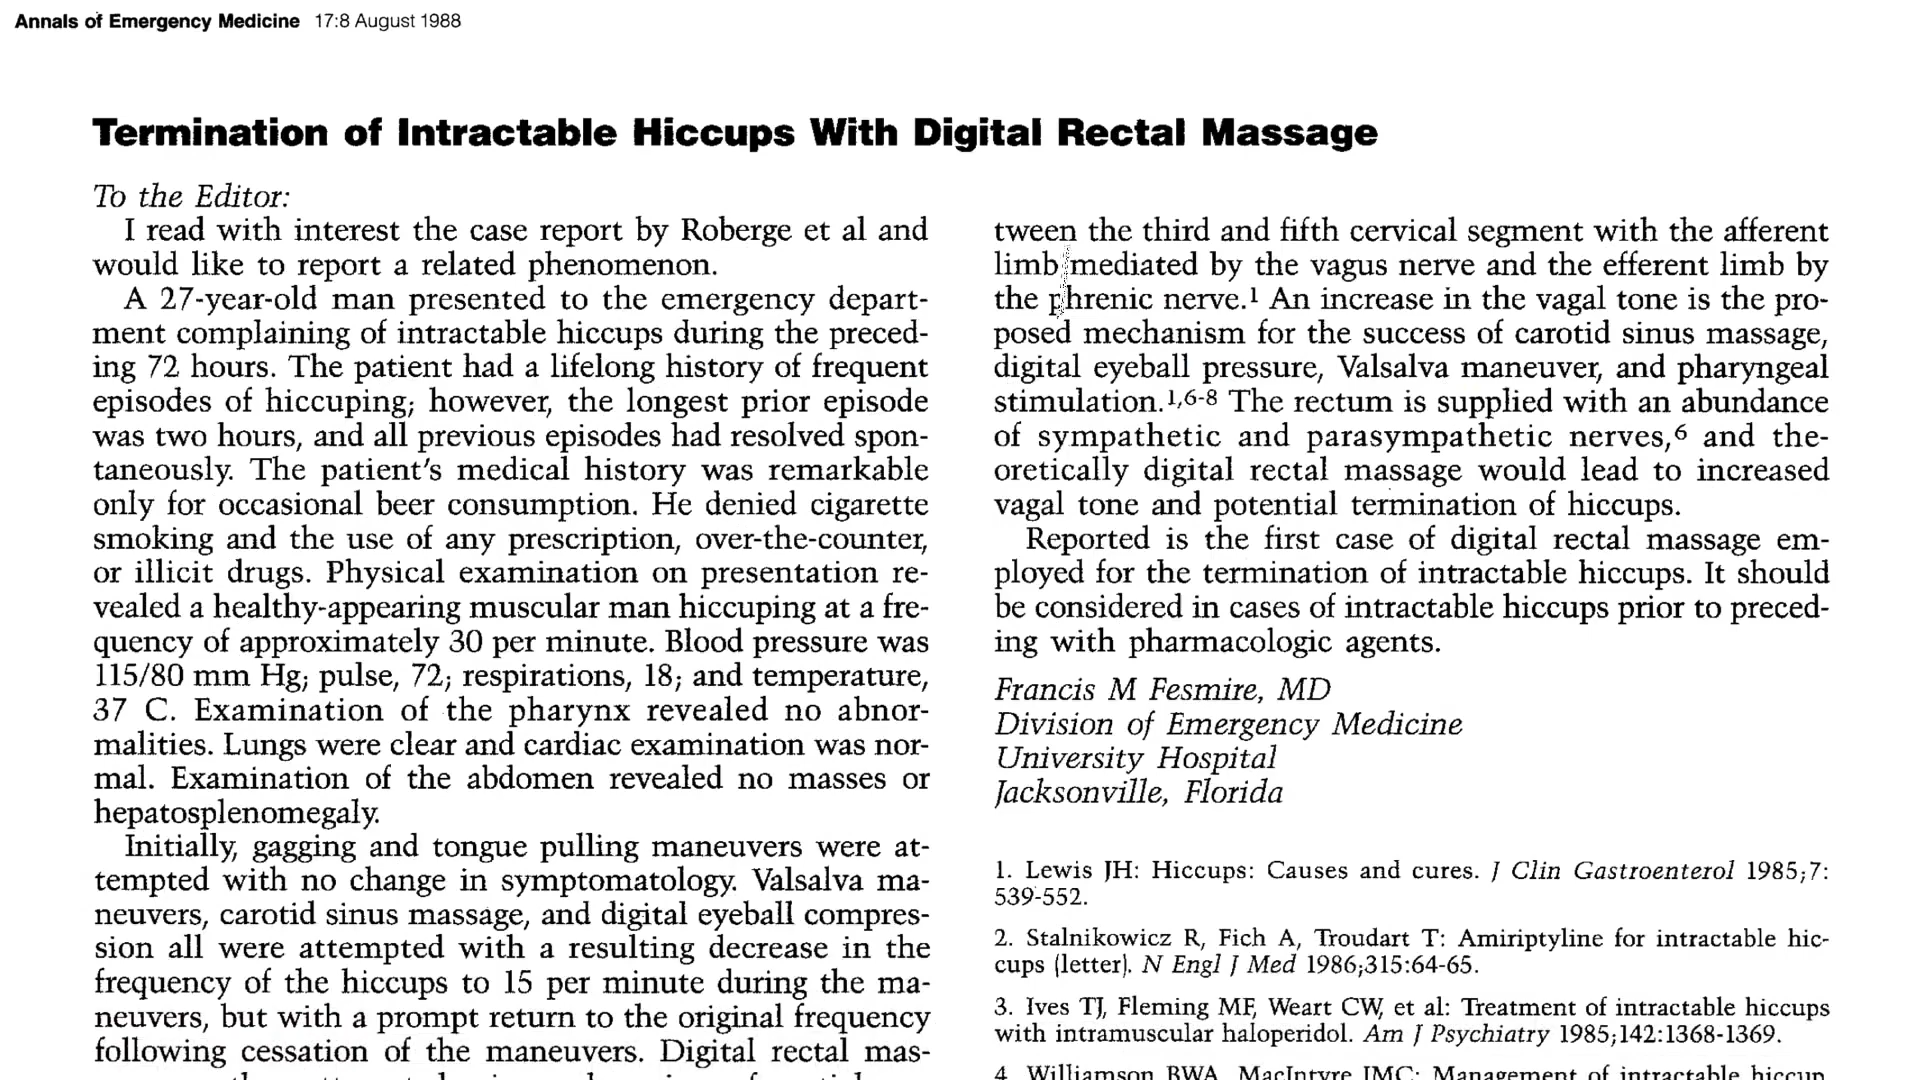 Annals of Emergency Medicine 17:8 August 1988
Termination of Intractable Hiccups With Digital Rectal Massage
To the Editor:
I read with interest the case report by Roberge et al and
would like to report a related phenomenon.
A 27-year-old man presented to the emergency depart-
ment complaining of intractable hiccups during the preced-
ing 72 hours. The patient had a lifelong history of frequent
episodes of hiccuping; however, the longest prior episode
was two hours, and all previous episodes had resolved spon-
taneously. The patient's medical history was remarkable
only for occasional beer consumption. He denied cigarette
smoking and the use of any prescription, over-the-counter,
or illicit drugs. Physical examination on presentation re-
vealed a healthy-appearing muscular man hiccuping at a fre-
quency of approximately 30 per minute. Blood pressure was
115/80 mm Hg; pulse, 72; respirations, 18; and temperature,
37 C. Examination of the pharynx revealed no abnor-
malities. Lungs were clear and cardiac examination was nor-
mal. Examination of the abdomen revealed no masses or
hepatosplenomegaly.
Initially, gagging and tongue pulling maneuvers were at-
tempted with no change in symptomatology. Valsalva ma-
neuvers, carotid sinus massage, and digital eyeball compres-
sion all were attempted with a resulting decrease in the
frequency of the hiccups to 15 per minute during the ma-
neuvers, but with a prompt return to the original frequency
following cessation of the maneuvers. Digital rectal mas-
tween the third and fifth cervical segment with the afferent
limb mediated by the vagus nerve and the efferent limb by
the phrenic nerve.1 An increase in the vagal tone is the pro-
posed mechanism for the success of carotid sinus massage,
digital eyeball pressure, Valsalva maneuver, and pharyngeal
stimulation.1,6-8 The rectum is supplied with an abundance
of sympathetic and parasympathetic nerves,6 and the-
oretically digital rectal massage would lead to increased
vagal tone and potential termination of hiccups.
Reported is the first case of digital rectal massage em-
ployed for the termination of intractable hiccups. It should
be considered in cases of intractable hiccups prior to preced-
ing with pharmacologic agents.
Francis M Fesmire, MD
Division of Emergency Medicine
University Hospital
Jacksonville, Florida
1. Lewis JH: Hiccups: Causes and cures. J Clin Gastroenterol 1985;7:
539-552.
2. Stalnikowicz R, Fich A, Troudart T: Amiriptyline for intractable hic-
cups (letter). N Engl J Med 1986;315:64-65.
3. Ives TJ, Fleming MF, Weart CW, et al: Treatment of intractable hiccups
with intramuscular haloperidol. Am J Psychiatry 1985;142:1368-1369.
4. Williamson BWA, MacIntyre IMC: Management of intractable hiccup.